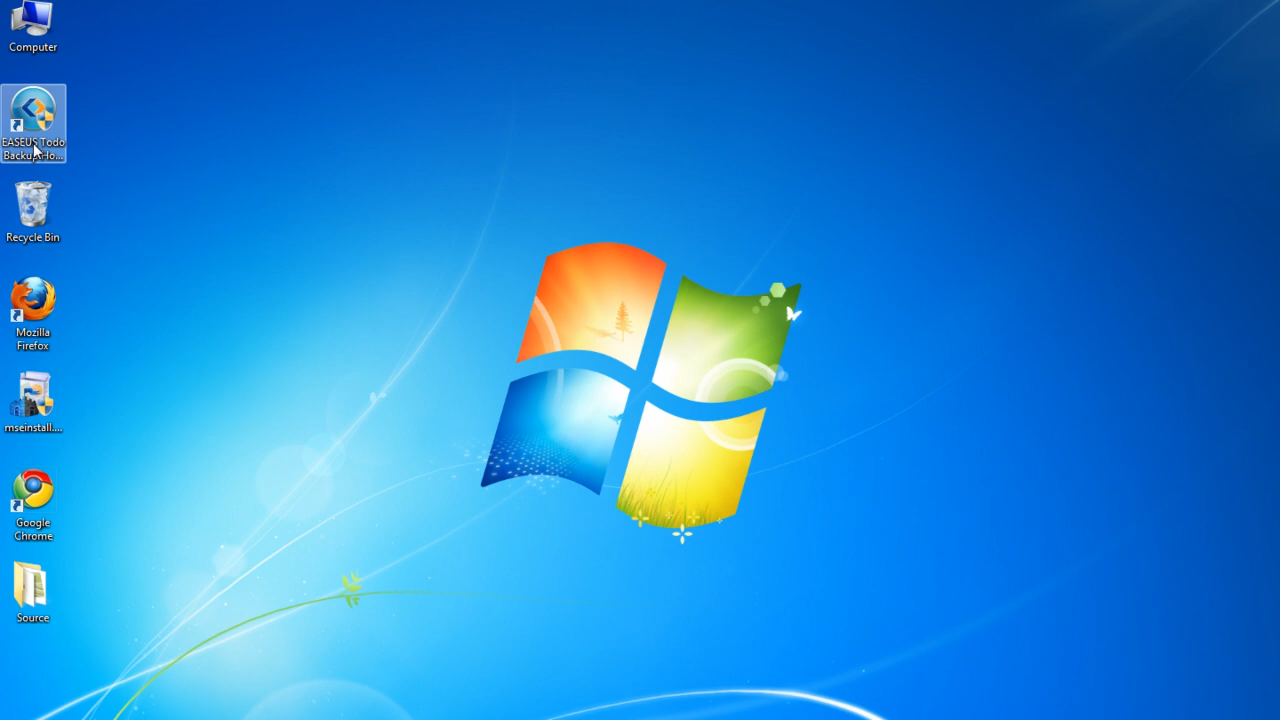 Computer
EASEUS Todo
Backup Ho...
Recycle Bin
Mozilla
Firefox
mseinstall....
Google
Chrome
Source